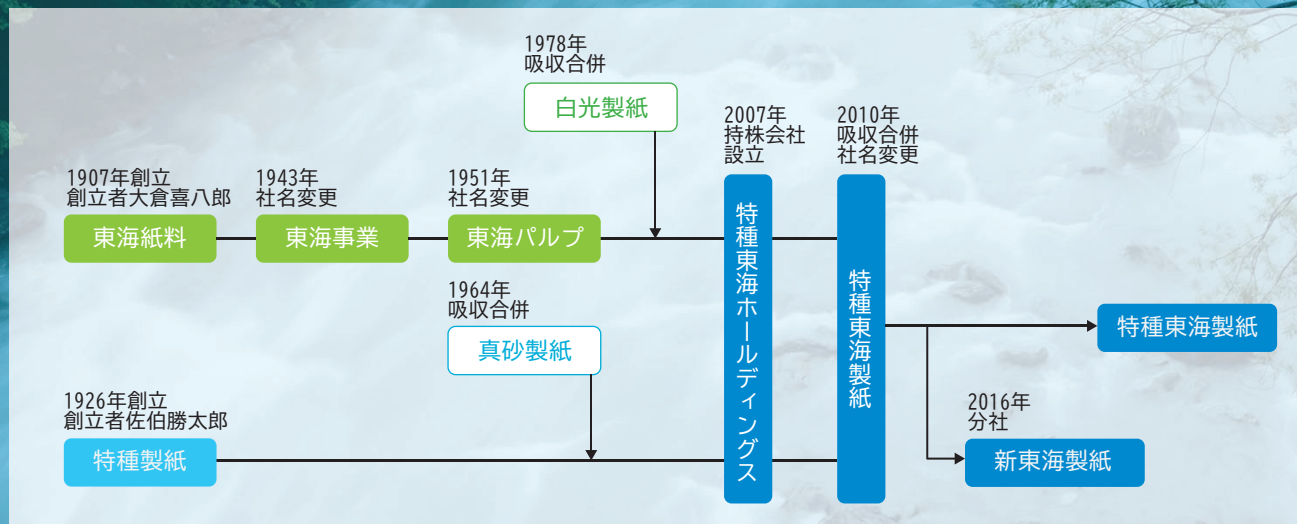 1978年
吸収合併
白光製紙
2007年
持株会社
設立
2010年
吸収合併
社名変更
1907年創立
創立者大倉喜八郎
東海紙料
1943年
社名変更
東海事業
1951年
社名変更
東海パルプ
特種東海ホールディングス
特種東海製紙
1964年
吸収合併
真砂製紙
特種東海製紙
1926年創立
創立者佐伯勝太郎
特種製紙
2016年
分社
新東海製紙